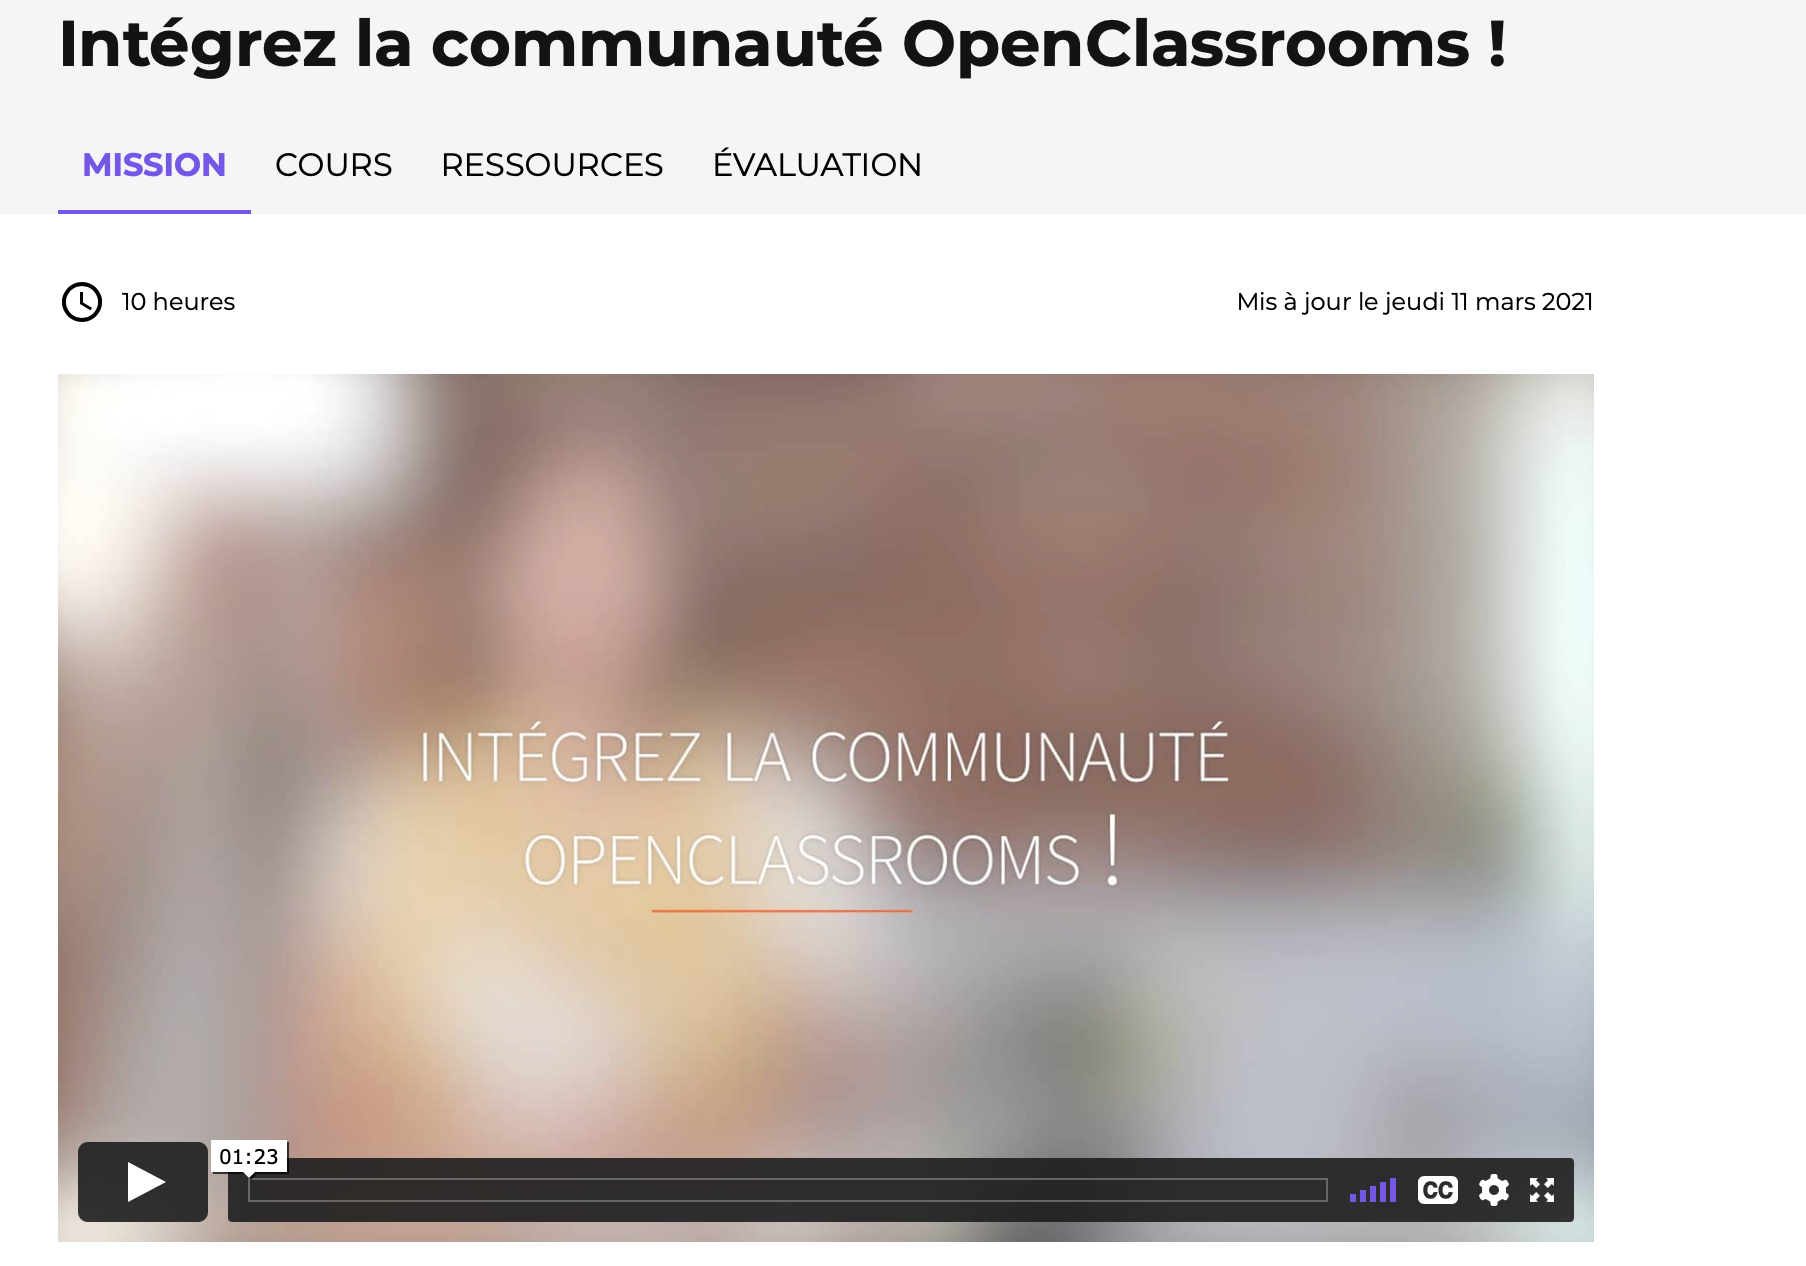 Intégrez la communauté OpenClassrooms !
MISSION COURS RESSOURCES ÉVALUATION
10 heures
Mis à jour le jeudi 11 mars 2021
INTÉGREZ LA COMMUNAUTÉ
OPENCLASSROOMS !
01:23
CC